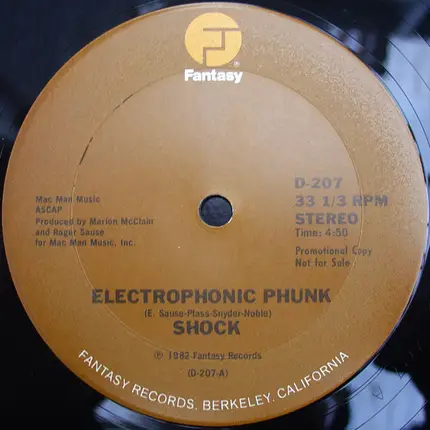 Fantasy®
Mac Man Music
ASCAP
Produced by Marlon McClain
and Roger Sause
for Mac Man Music, Inc.
D-207
33 1/3 RPM
STEREO
Time: 4:50
Promotional Copy
Not for Sale
ELECTROPHONIC PHUNK
(E. Sause-Plass-Snyder-Noble)
SHOCK
℗ 1982 Fantasy Records
(D-207-A)
FANTASY RECORDS, BERKELEY, CALIFORNIA